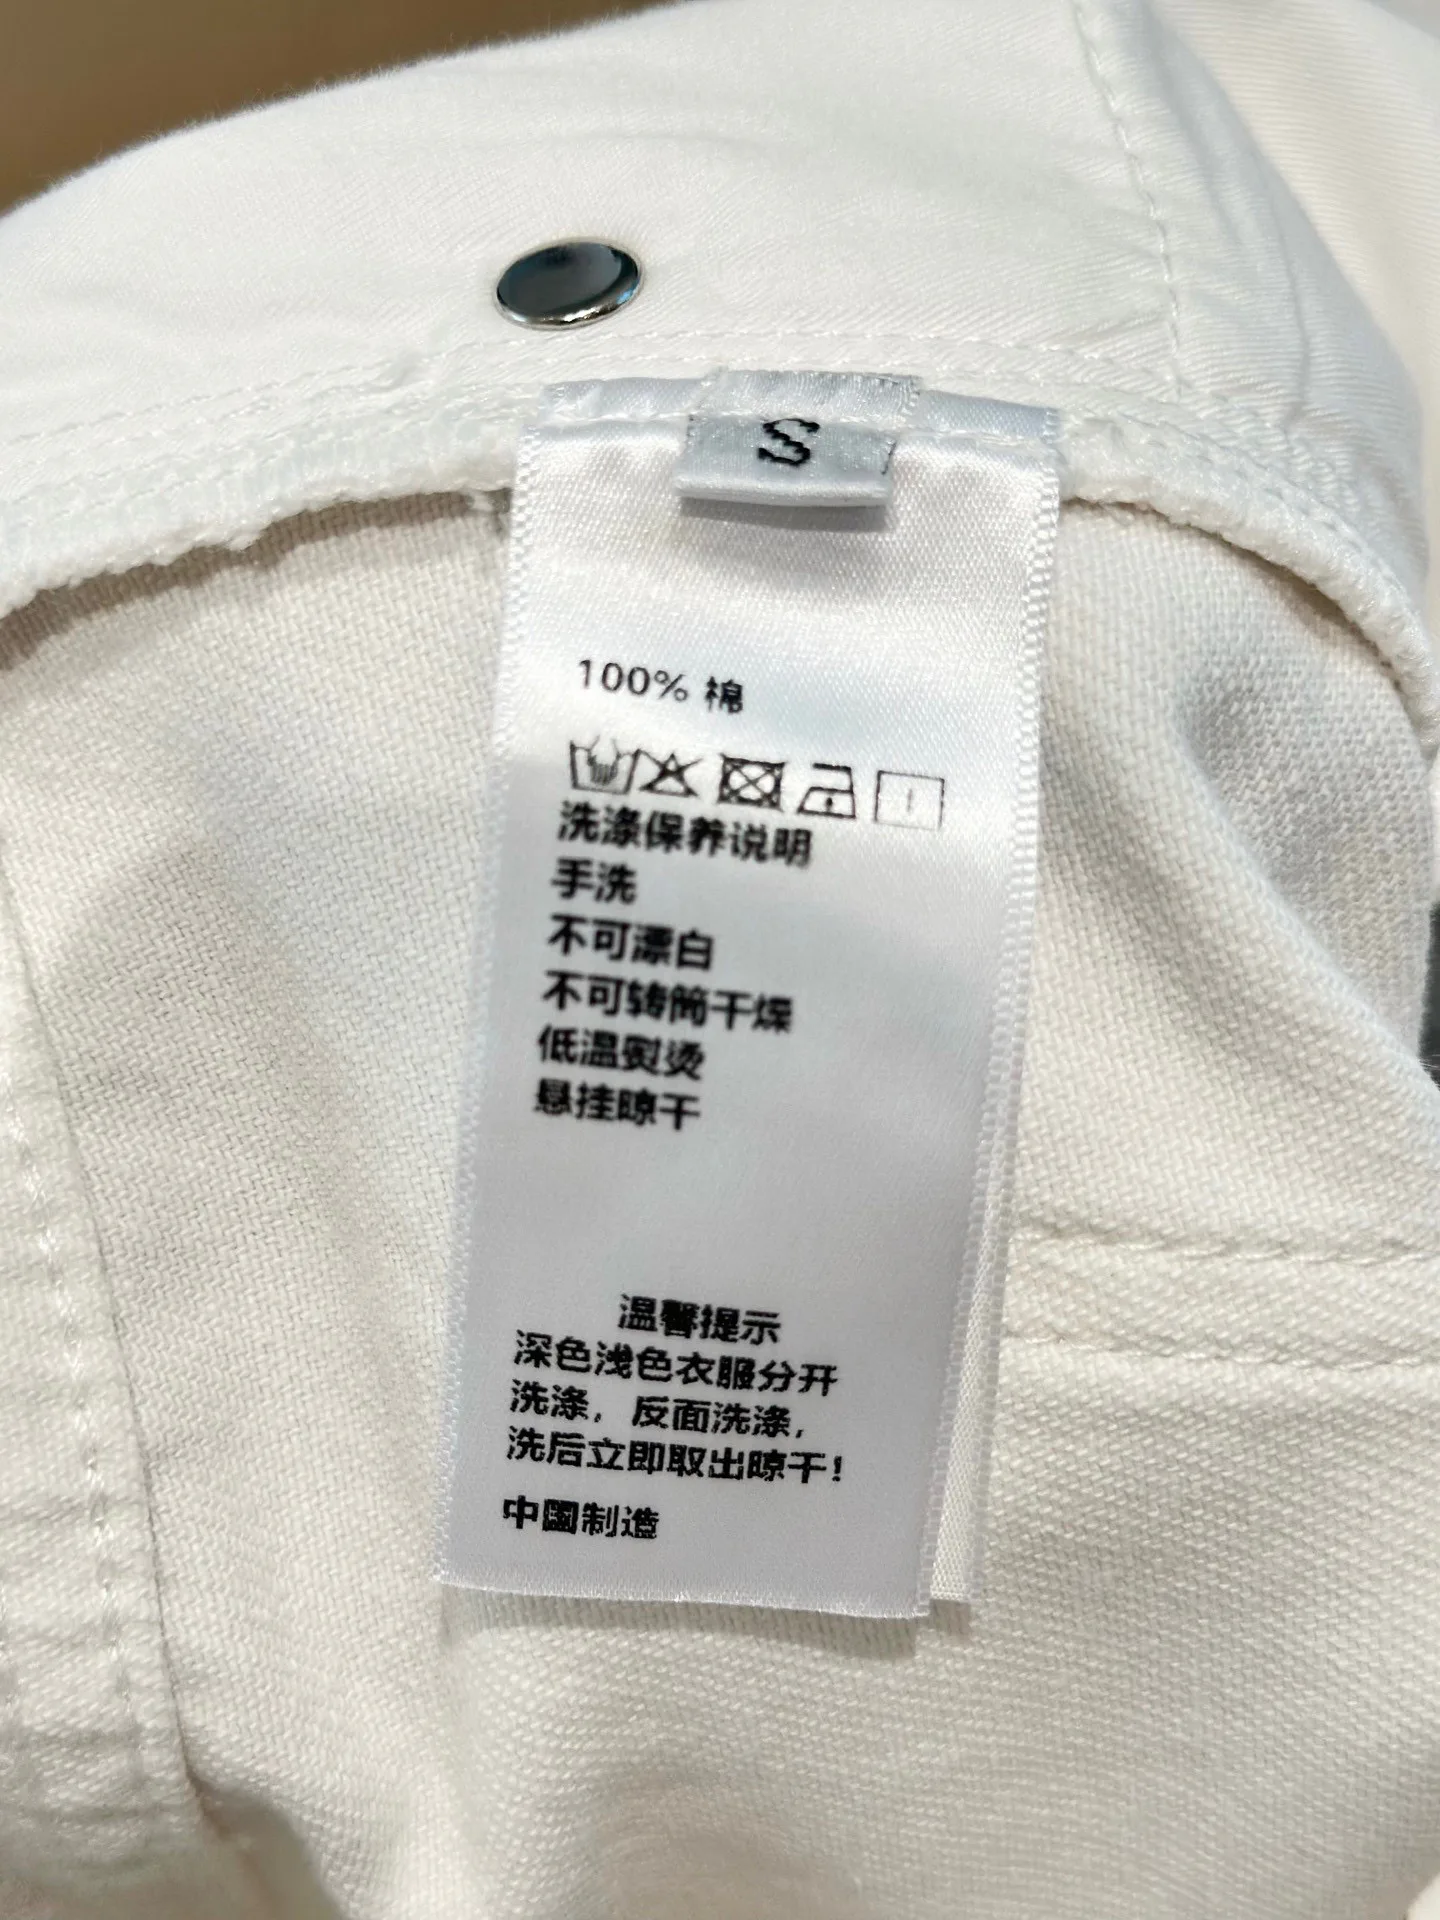 S
100% 棉
洗涤保养说明
手洗
不可漂白
不可转筒干燥
低温熨烫
悬挂晾干
温馨提示
深色浅色衣服分开
洗涤，反面洗涤，
洗后立即取出晾干！
中国制造